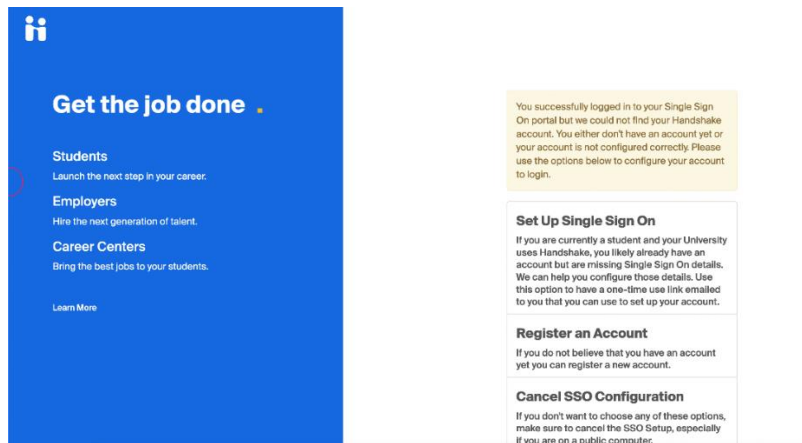 Get the job done .
Students
Launch the next step in your career.
Employers
Hire the next generation of talent.
Career Centers
Bring the best jobs to your students.
Learn More
You successfully logged in to your Single Sign
On portal but we could not find your Handshake
account. You either don't have an account yet or
your account is not configured correctly. Please
use the options below to configure your account
to login.
Set Up Single Sign On
If you are currently a student and your University
uses Handshake, you likely already have an
account but are missing Single Sign On details.
We can help you configure those details. Use
this option to have a one-time use link emailed
to you that you can use to set up your account.
Register an Account
If you do not believe that you have an account
yet you can register a new account.
Cancel SSO Configuration
If you don't want to choose any of these options,
make sure to cancel the SSO Setup, especially
if you are on a public computer.